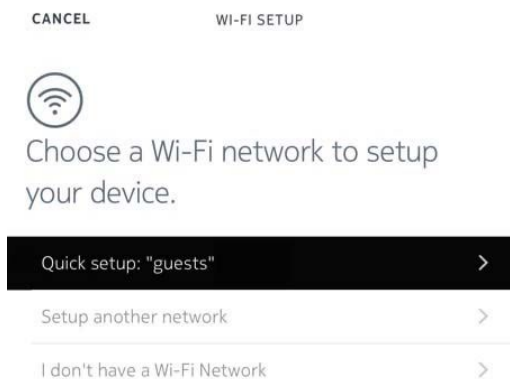 CANCEL
WI-FI SETUP
Choose a Wi-Fi network to setup
your device.
Quick setup: "guests"
Setup another network
I don't have a Wi-Fi Network